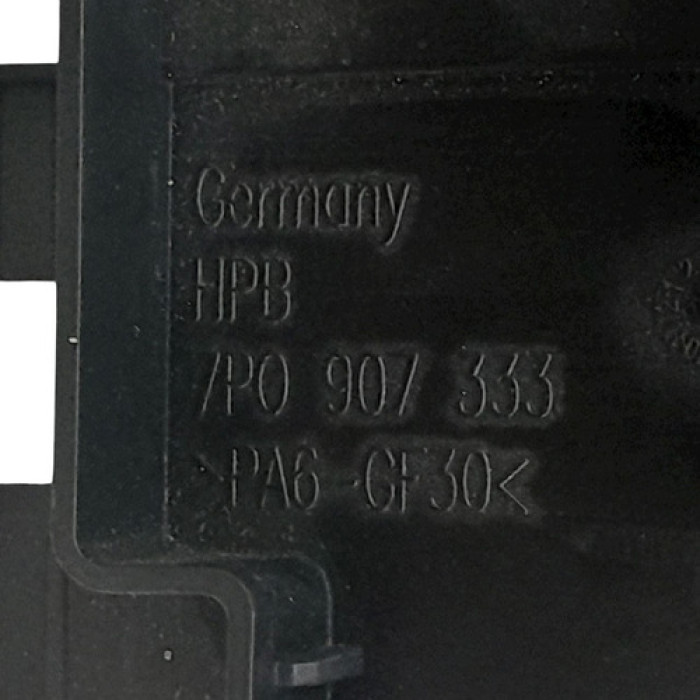 Germany
HPB
7P0 907 333
>PA6-GF30<